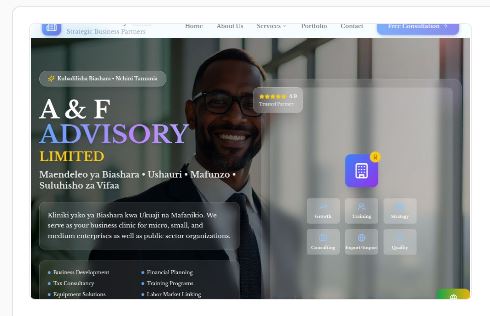 Strategic Business Partners
Home About Us Services Portfolio Contact
Free Consultation
Kubadilisha Biashara • Nchini Tanzania
4.9
Trusted Partner
A & F
ADVISORY
LIMITED
Maendeleo ya Biashara • Ushauri • Mafunzo •
Suluhisho za Vifaa
Kliniki yako ya Biashara kwa Ukuaji na Mafanikio. We
serve as your business clinic for micro, small, and
medium enterprises as well as public sector organizations.
Growth Training Strategy
Consulting Export/Import Quality
Business Development Financial Planning
Tax Consultancy Training Programs
Equipment Solutions Labor Market Linking